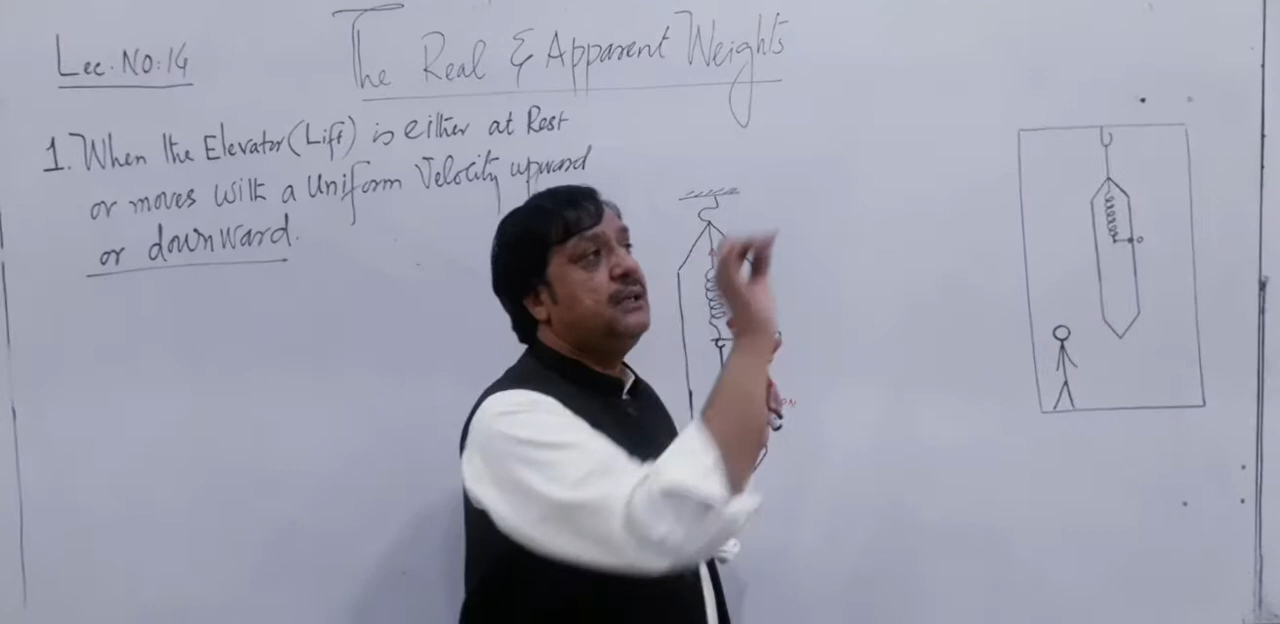 Lec. NO: 14
The Real & Apparent Weights
1. When the Elevator (Lift) is either at Rest
or moves with a Uniform Velocity upward
or downward.